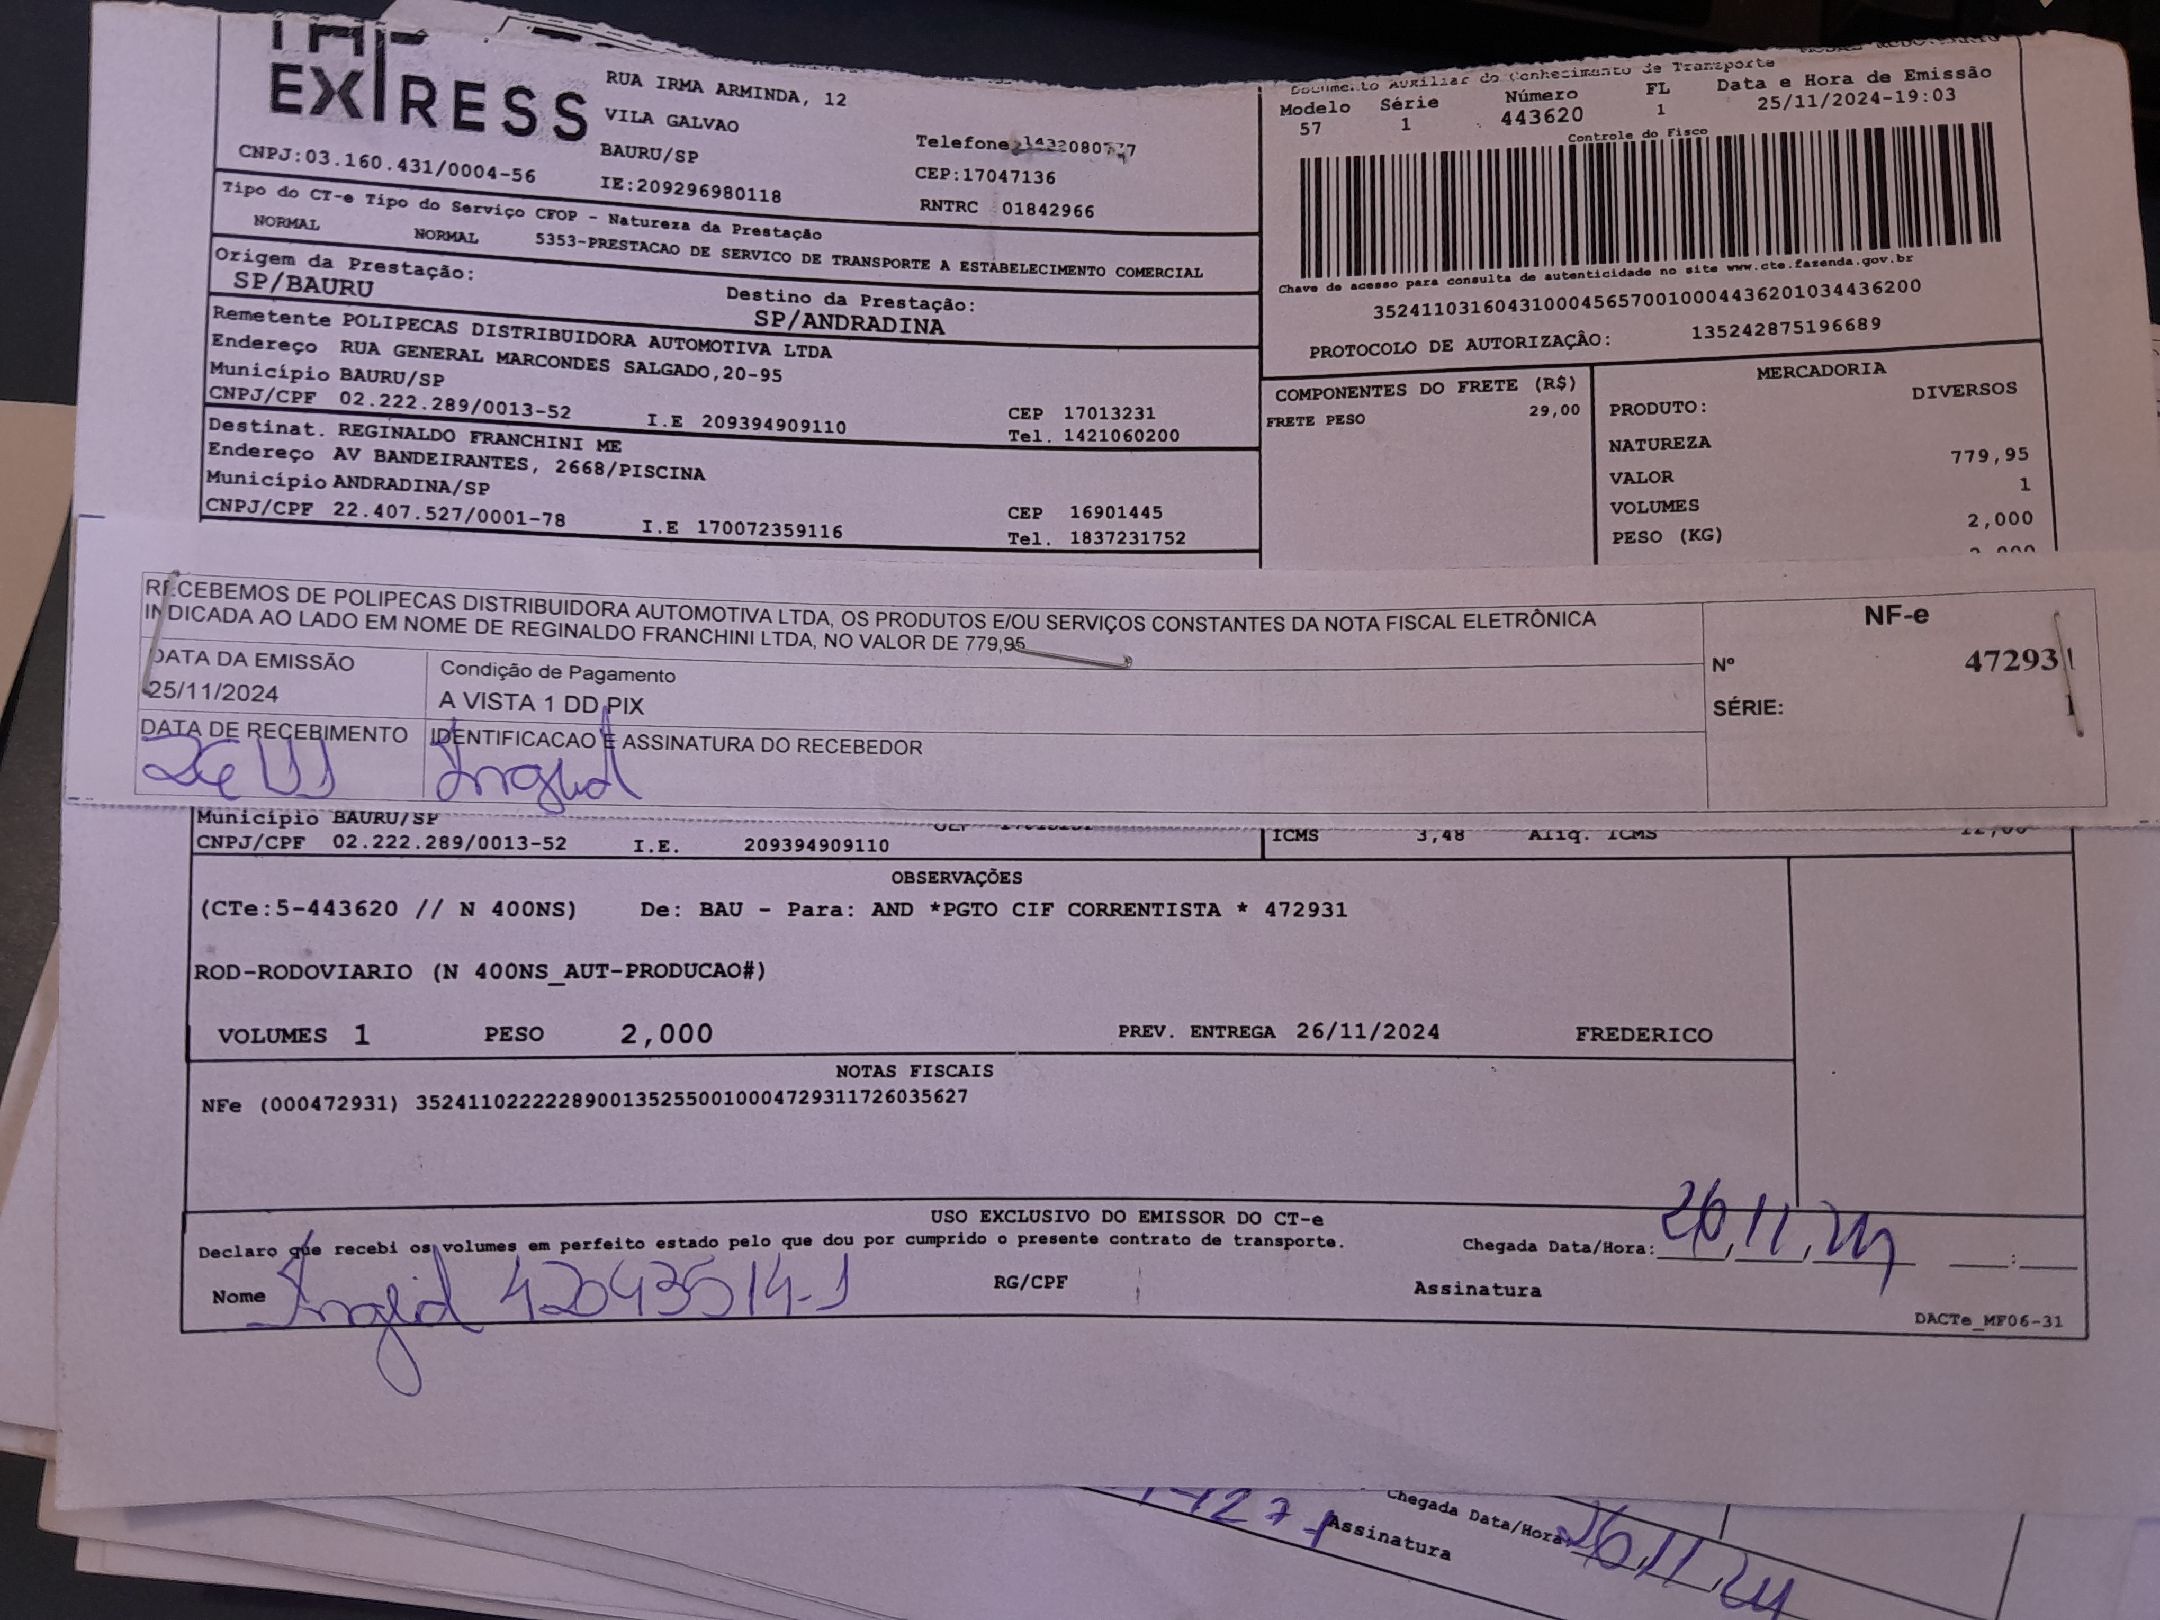 EXPRESS
RUA IRMA ARMINDA, 12
VILA GALVAO
BAURU/SP
IE:209296980118
CNPJ:03.160.431/0004-56
Telefone:1432080777
CEP:17047136
RNTRC 01842966
Documento Auxiliar do Conhecimento de Transporte
Modelo Série Número FL Data e Hora de Emissão
57 1 443620 1 25/11/2024-19:03
Controle do Fisco
Chave de acesso para consulta de autenticidade no site www.cte.fazenda.gov.br
35241103160431000456570010004436201034436200
PROTOCOLO DE AUTORIZAÇÂO: 135242875196689
Tipo do CT-e Tipo do Serviço CFOP - Natureza da Prestação
NORMAL NORMAL 5353-PRESTACAO DE SERVICO DE TRANSPORTE A ESTABELECIMENTO COMERCIAL
Origem da Prestação: Destino da Prestação:
SP/BAURU SP/ANDRADINA
Remetente POLIPECAS DISTRIBUIDORA AUTOMOTIVA LTDA
Endereço RUA GENERAL MARCONDES SALGADO,20-95
Município BAURU/SP CEP 17013231
CNPJ/CPF 02.222.289/0013-52 I.E 209394909110 Tel. 1421060200
Destinat. REGINALDO FRANCHINI ME
Endereço AV BANDEIRANTES, 2668/PISCINA
Município ANDRADINA/SP CEP 16901445
CNPJ/CPF 22.407.527/0001-78 I.E 170072359116 Tel. 1837231752
COMPONENTES DO FRETE (R$)
FRETE PESO 29,00
MERCADORIA
PRODUTO: DIVERSOS
NATUREZA
VALOR 779,95
VOLUMES 1
PESO (KG) 2,000
RECEBEMOS DE POLIPECAS DISTRIBUIDORA AUTOMOTIVA LTDA, OS PRODUTOS E/OU SERVIÇOS CONSTANTES DA NOTA FISCAL ELETRÔNICA
INDICADA AO LADO EM NOME DE REGINALDO FRANCHINI LTDA, NO VALOR DE 779,95
DATA DA EMISSÃO Condição de Pagamento
25/11/2024 A VISTA 1 DD PIX
DATA DE RECEBIMENTO IDENTIFICACAO E ASSINATURA DO RECEBEDOR
26 11 Ingrid
NF-e
Nº 472931
SÉRIE: 1
Município BAURU/SP
CNPJ/CPF 02.222.289/0013-52 I.E. 209394909110
ICMS 3,48 Aliq. ICMS 12,00
OBSERVAÇÕES
(CTe:5-443620 // N 400NS) De: BAU - Para: AND *PGTO CIF CORRENTISTA * 472931
ROD-RODOVIARIO (N 400NS_AUT-PRODUCAO#)
VOLUMES 1 PESO 2,000 PREV. ENTREGA 26/11/2024 FREDERICO
NOTAS FISCAIS
NFe (000472931) 35241102222289001352550010004729311726035627
USO EXCLUSIVO DO EMISSOR DO CT-e
Declaro que recebi os volumes em perfeito estado pelo que dou por cumprido o presente contrato de transporte.
Chegada Data/Hora: 26/11/24 :
Nome Ingrid 42043514-1 RG/CPF Assinatura
DACTe_MF06-31
Chegada Data/Hora: 26/11/24
Assinatura